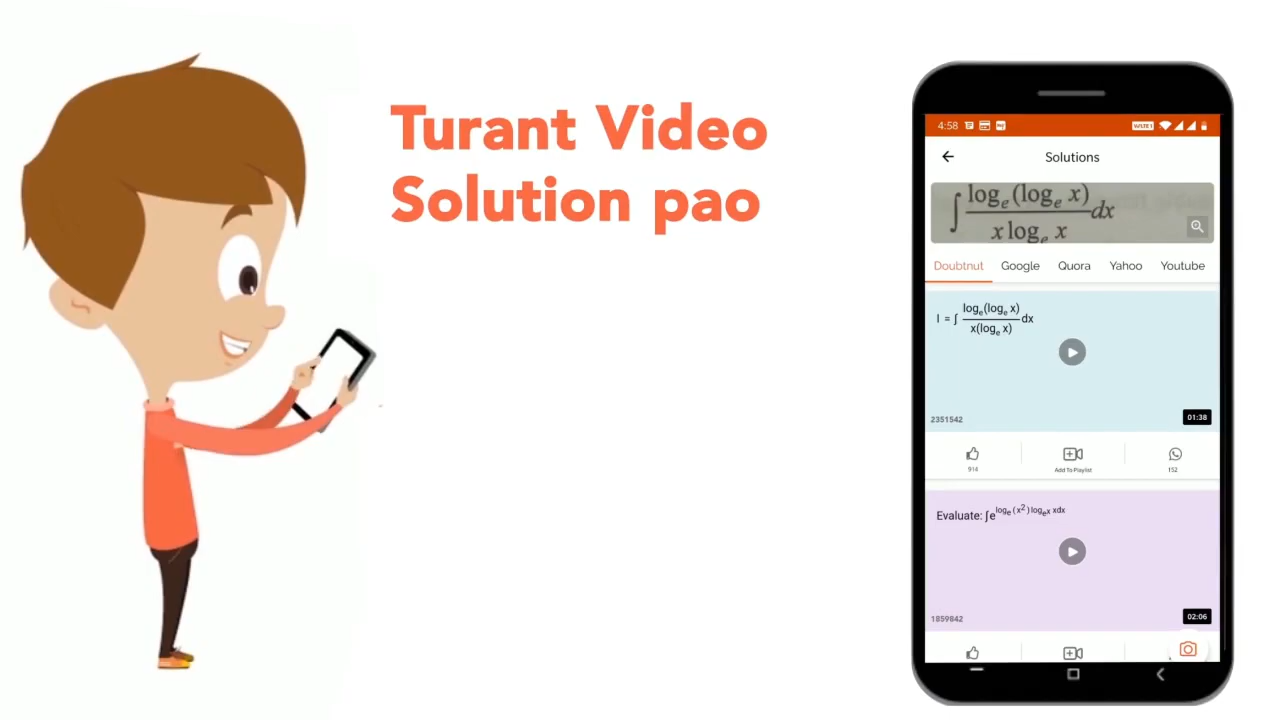 Turant Video
Solution pao
4:58
VoLTE1
Solutions
∫ logₑ(logₑ x) / x logₑ x dx
Doubtnut Google Quora Yahoo Youtube
I = ∫ logₑ(logₑ x) / x(logₑ x) dx
2351542 01:38
914 Add To Playlist 152
Evaluate: ∫e^logₑ(x²)logₑx xdx
1859842 02:06